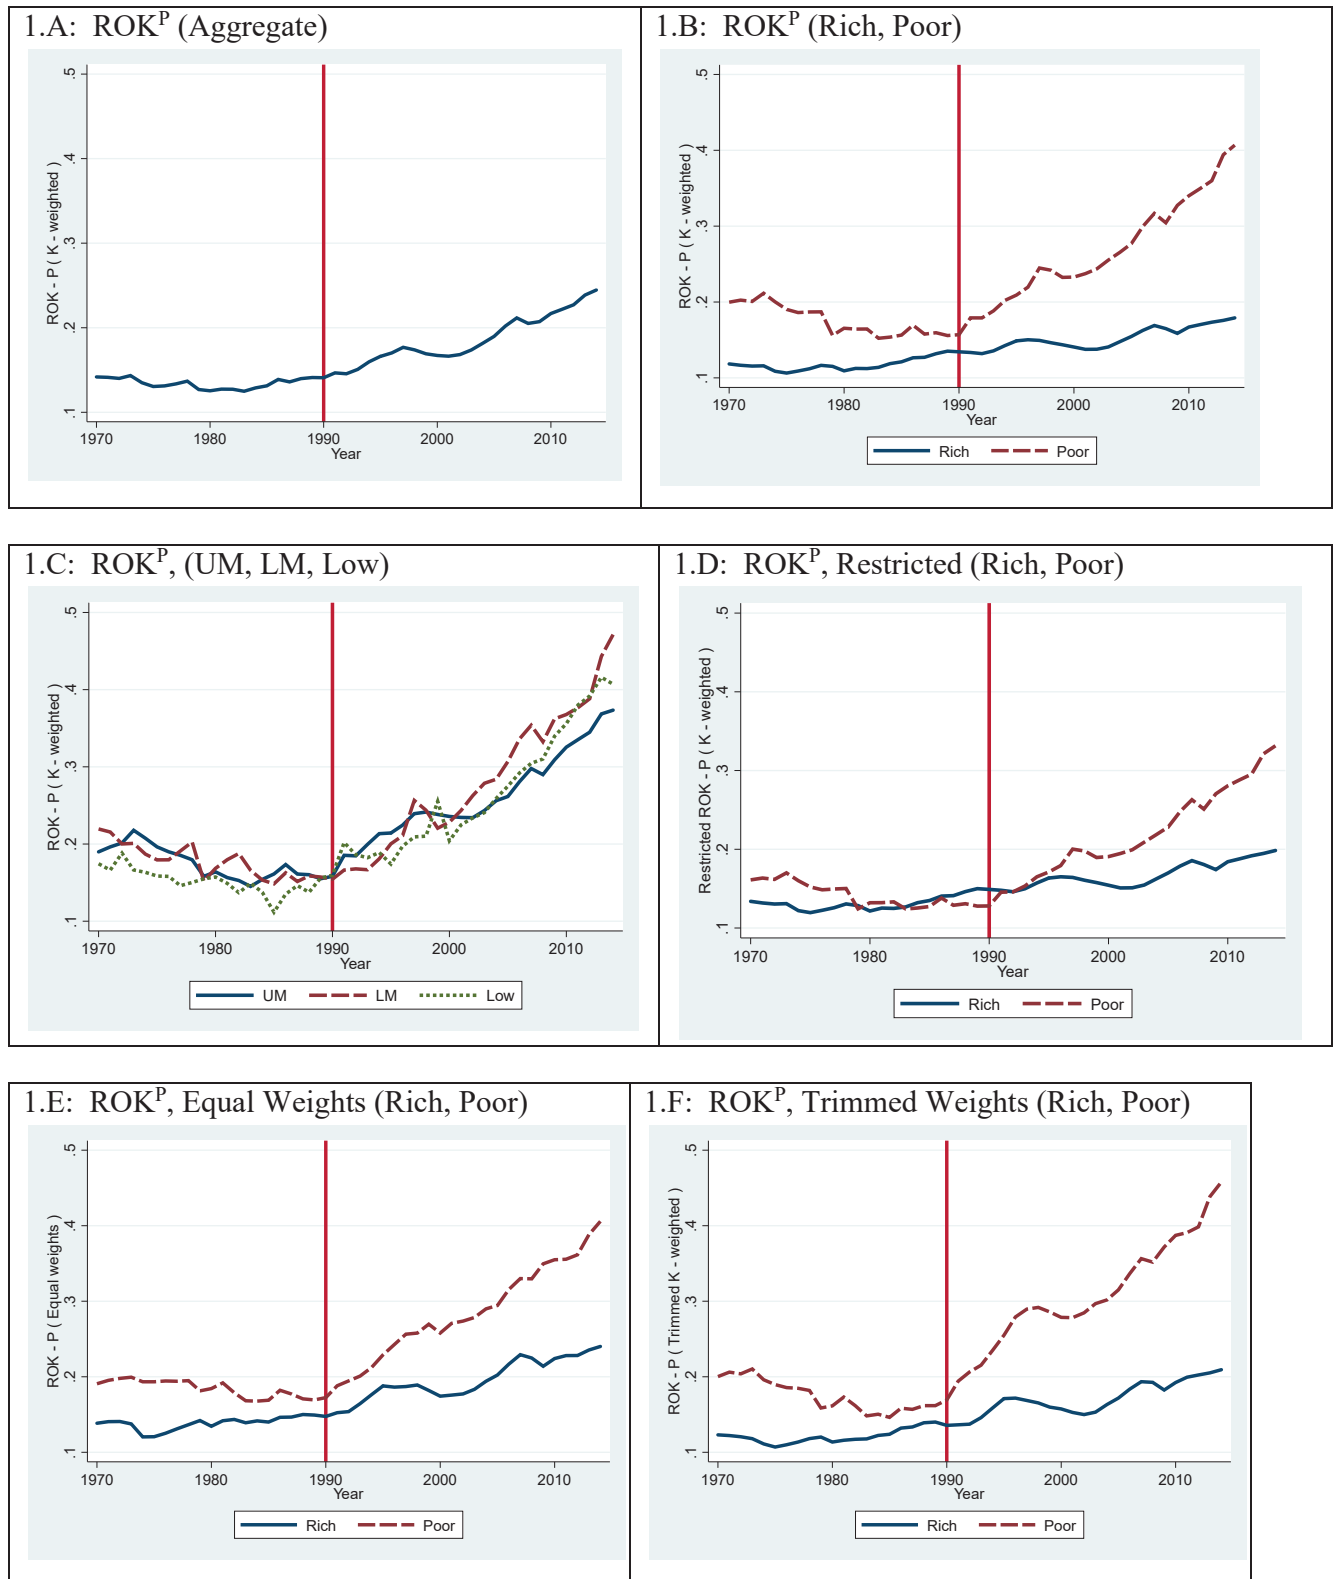 1.A: ROK^P (Aggregate)
ROK - P ( K - weighted )
.5
.4
.3
.2
.1
1970 1980 1990 2000 2010
Year
1.B: ROK^P (Rich, Poor)
ROK - P ( K - weighted )
.5
.4
.3
.2
.1
1970 1980 1990 2000 2010
Year
Rich Poor
1.C: ROK^P, (UM, LM, Low)
ROK - P ( K - weighted )
.5
.4
.3
.2
.1
1970 1980 1990 2000 2010
Year
UM LM Low
1.D: ROK^P, Restricted (Rich, Poor)
Restricted ROK - P ( K - weighted )
.5
.4
.3
.2
.1
1970 1980 1990 2000 2010
Year
Rich Poor
1.E: ROK^P, Equal Weights (Rich, Poor)
ROK - P ( Equal weights )
.5
.4
.3
.2
.1
1970 1980 1990 2000 2010
Year
Rich Poor
1.F: ROK^P, Trimmed Weights (Rich, Poor)
ROK - P ( Trimmed K - weighted )
.5
.4
.3
.2
.1
1970 1980 1990 2000 2010
Year
Rich Poor